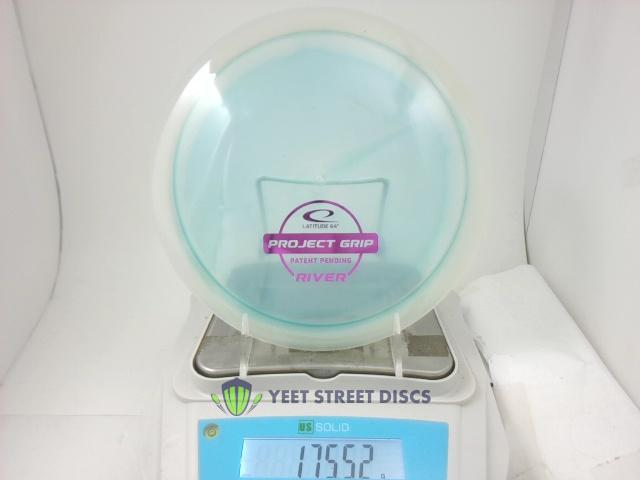 LATITUDE 64°
PROJECT GRIP
PATENT PENDING
RIVER
YEET STREET DISCS
US SOLID
175.52 g